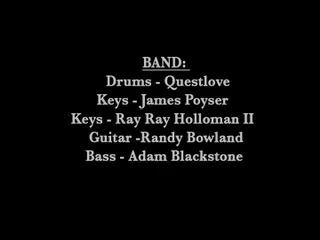 BAND:
Drums - Questlove
Keys - James Poyser
Keys - Ray Ray Holloman II
Guitar -Randy Bowland
Bass - Adam Blackstone